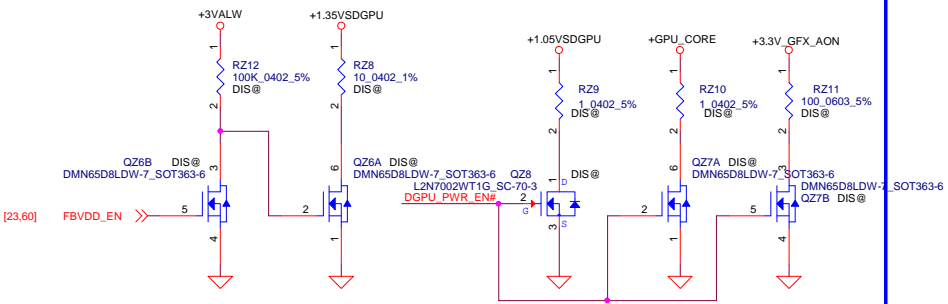 +3VALW
+1.35VSDGPU
+1.05VSDGPU
+GPU_CORE
+3.3V_GFX_AON
1
RZ12
100K_0402_5%
DIS@
2
1
RZ8
10_0402_1%
DIS@
2
1
RZ9
1_0402_5%
DIS@
2
1
RZ10
1_0402_5%
DIS@
2
1
RZ11
100_0603_5%
DIS@
2
QZ6B DIS@
DMN65D8LDW-7_SOT363-6
3
5
4
[23,60] FBVDD_EN
QZ6A DIS@
DMN65D8LDW-7_SOT363-6
6
2
1
QZ8 DIS@
L2N7002WT1G_SC-70-3
DGPU_PWR_EN#
2
G
1
D
3
S
QZ7A DIS@
DMN65D8LDW-7_SOT363-6
6
2
1
DMN65D8LDW-7_SOT363-6
QZ7B DIS@
3
5
4